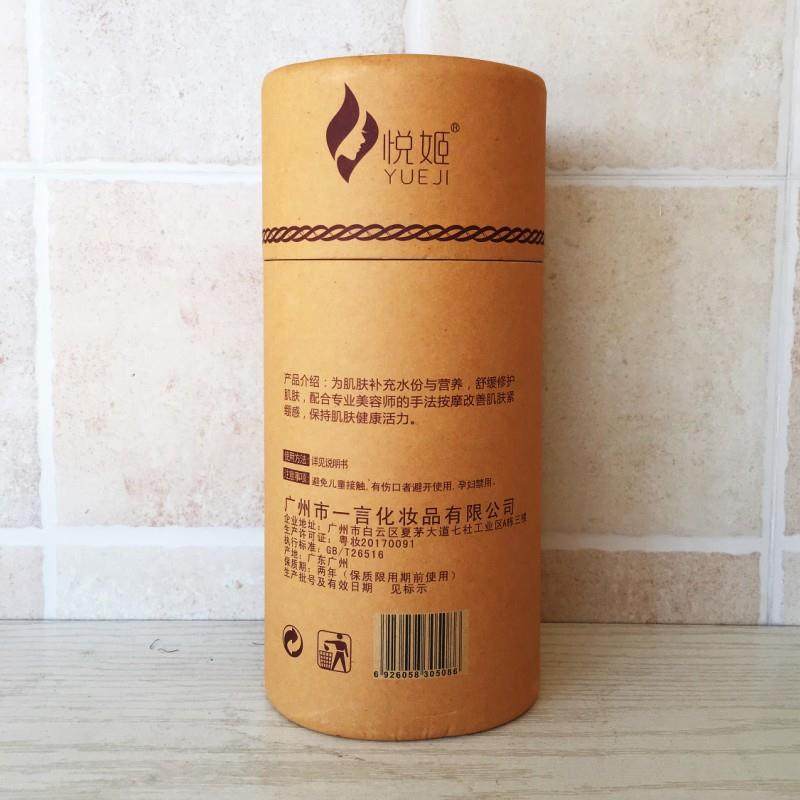 悦姬®
YUEJI
产品介绍：为肌肤补充水份与营养，舒缓修护
肌肤，配合专业美容师的手法按摩改善肌肤紧
绷感，保持肌肤健康活力。
使用方法 详见说明书
注意事项 避免儿童接触，有伤口者避开使用，孕妇禁用。
广州市一言化妆品有限公司
企业地址：广州市白云区夏茅大道七社工业区A栋三楼
生产许可证：粤妆20170091
执行标准：GB/T26516
产地：广东广州
保质期：两年（保质限用期前使用）
生产批号及有效日期 见标示
6 926058 305086